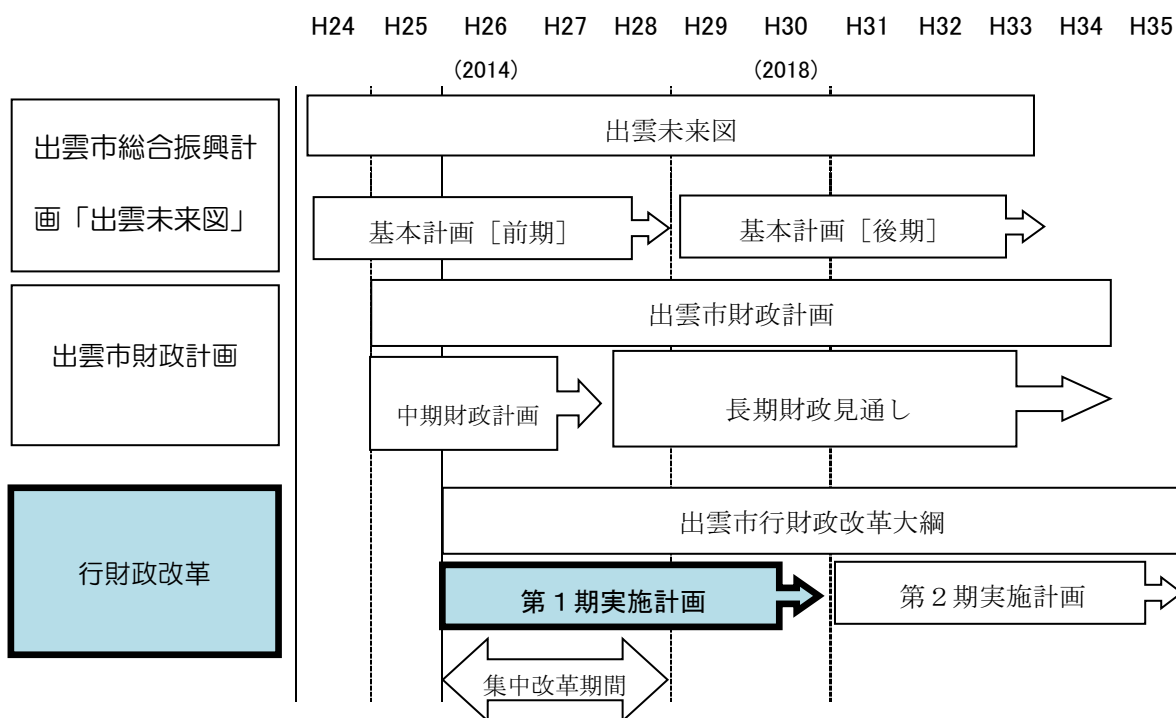 H24 H25 H26 H27 H28 H29 H30 H31 H32 H33 H34 H35
(2014) (2018)
出雲市総合振興計
画「出雲未来図」
出雲未来図
基本計画［前期］
基本計画［後期］
出雲市財政計画
出雲市財政計画
中期財政計画
長期財政見通し
行財政改革
出雲市行財政改革大綱
第１期実施計画
第２期実施計画
集中改革期間